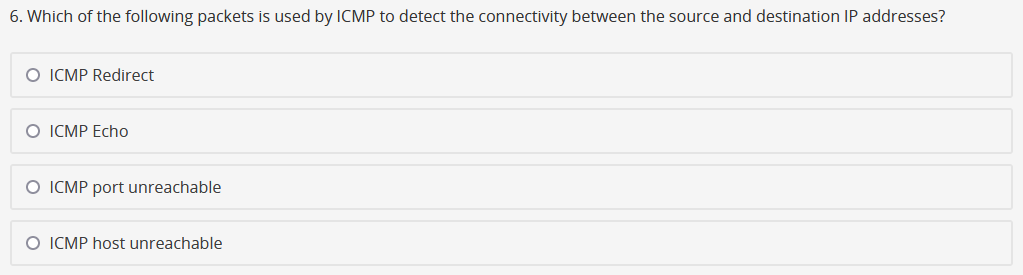 6. Which of the following packets is used by ICMP to detect the connectivity between the source and destination IP addresses?
ICMP Redirect
ICMP Echo
ICMP port unreachable
ICMP host unreachable